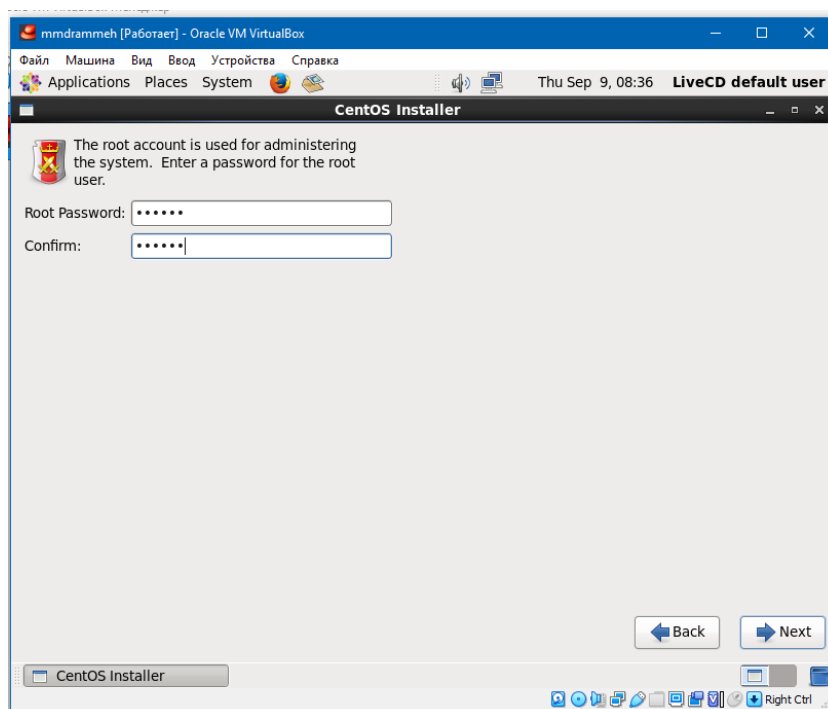 mmdrammeh [Работает] - Oracle VM VirtualBox
Файл Машина Вид Ввод Устройства Справка
Applications Places System Thu Sep 9, 08:36 LiveCD default user
CentOS Installer
The root account is used for administering
the system. Enter a password for the root
user.
Root Password: ••••••
Confirm: ••••••
Back Next
CentOS Installer
Right Ctrl